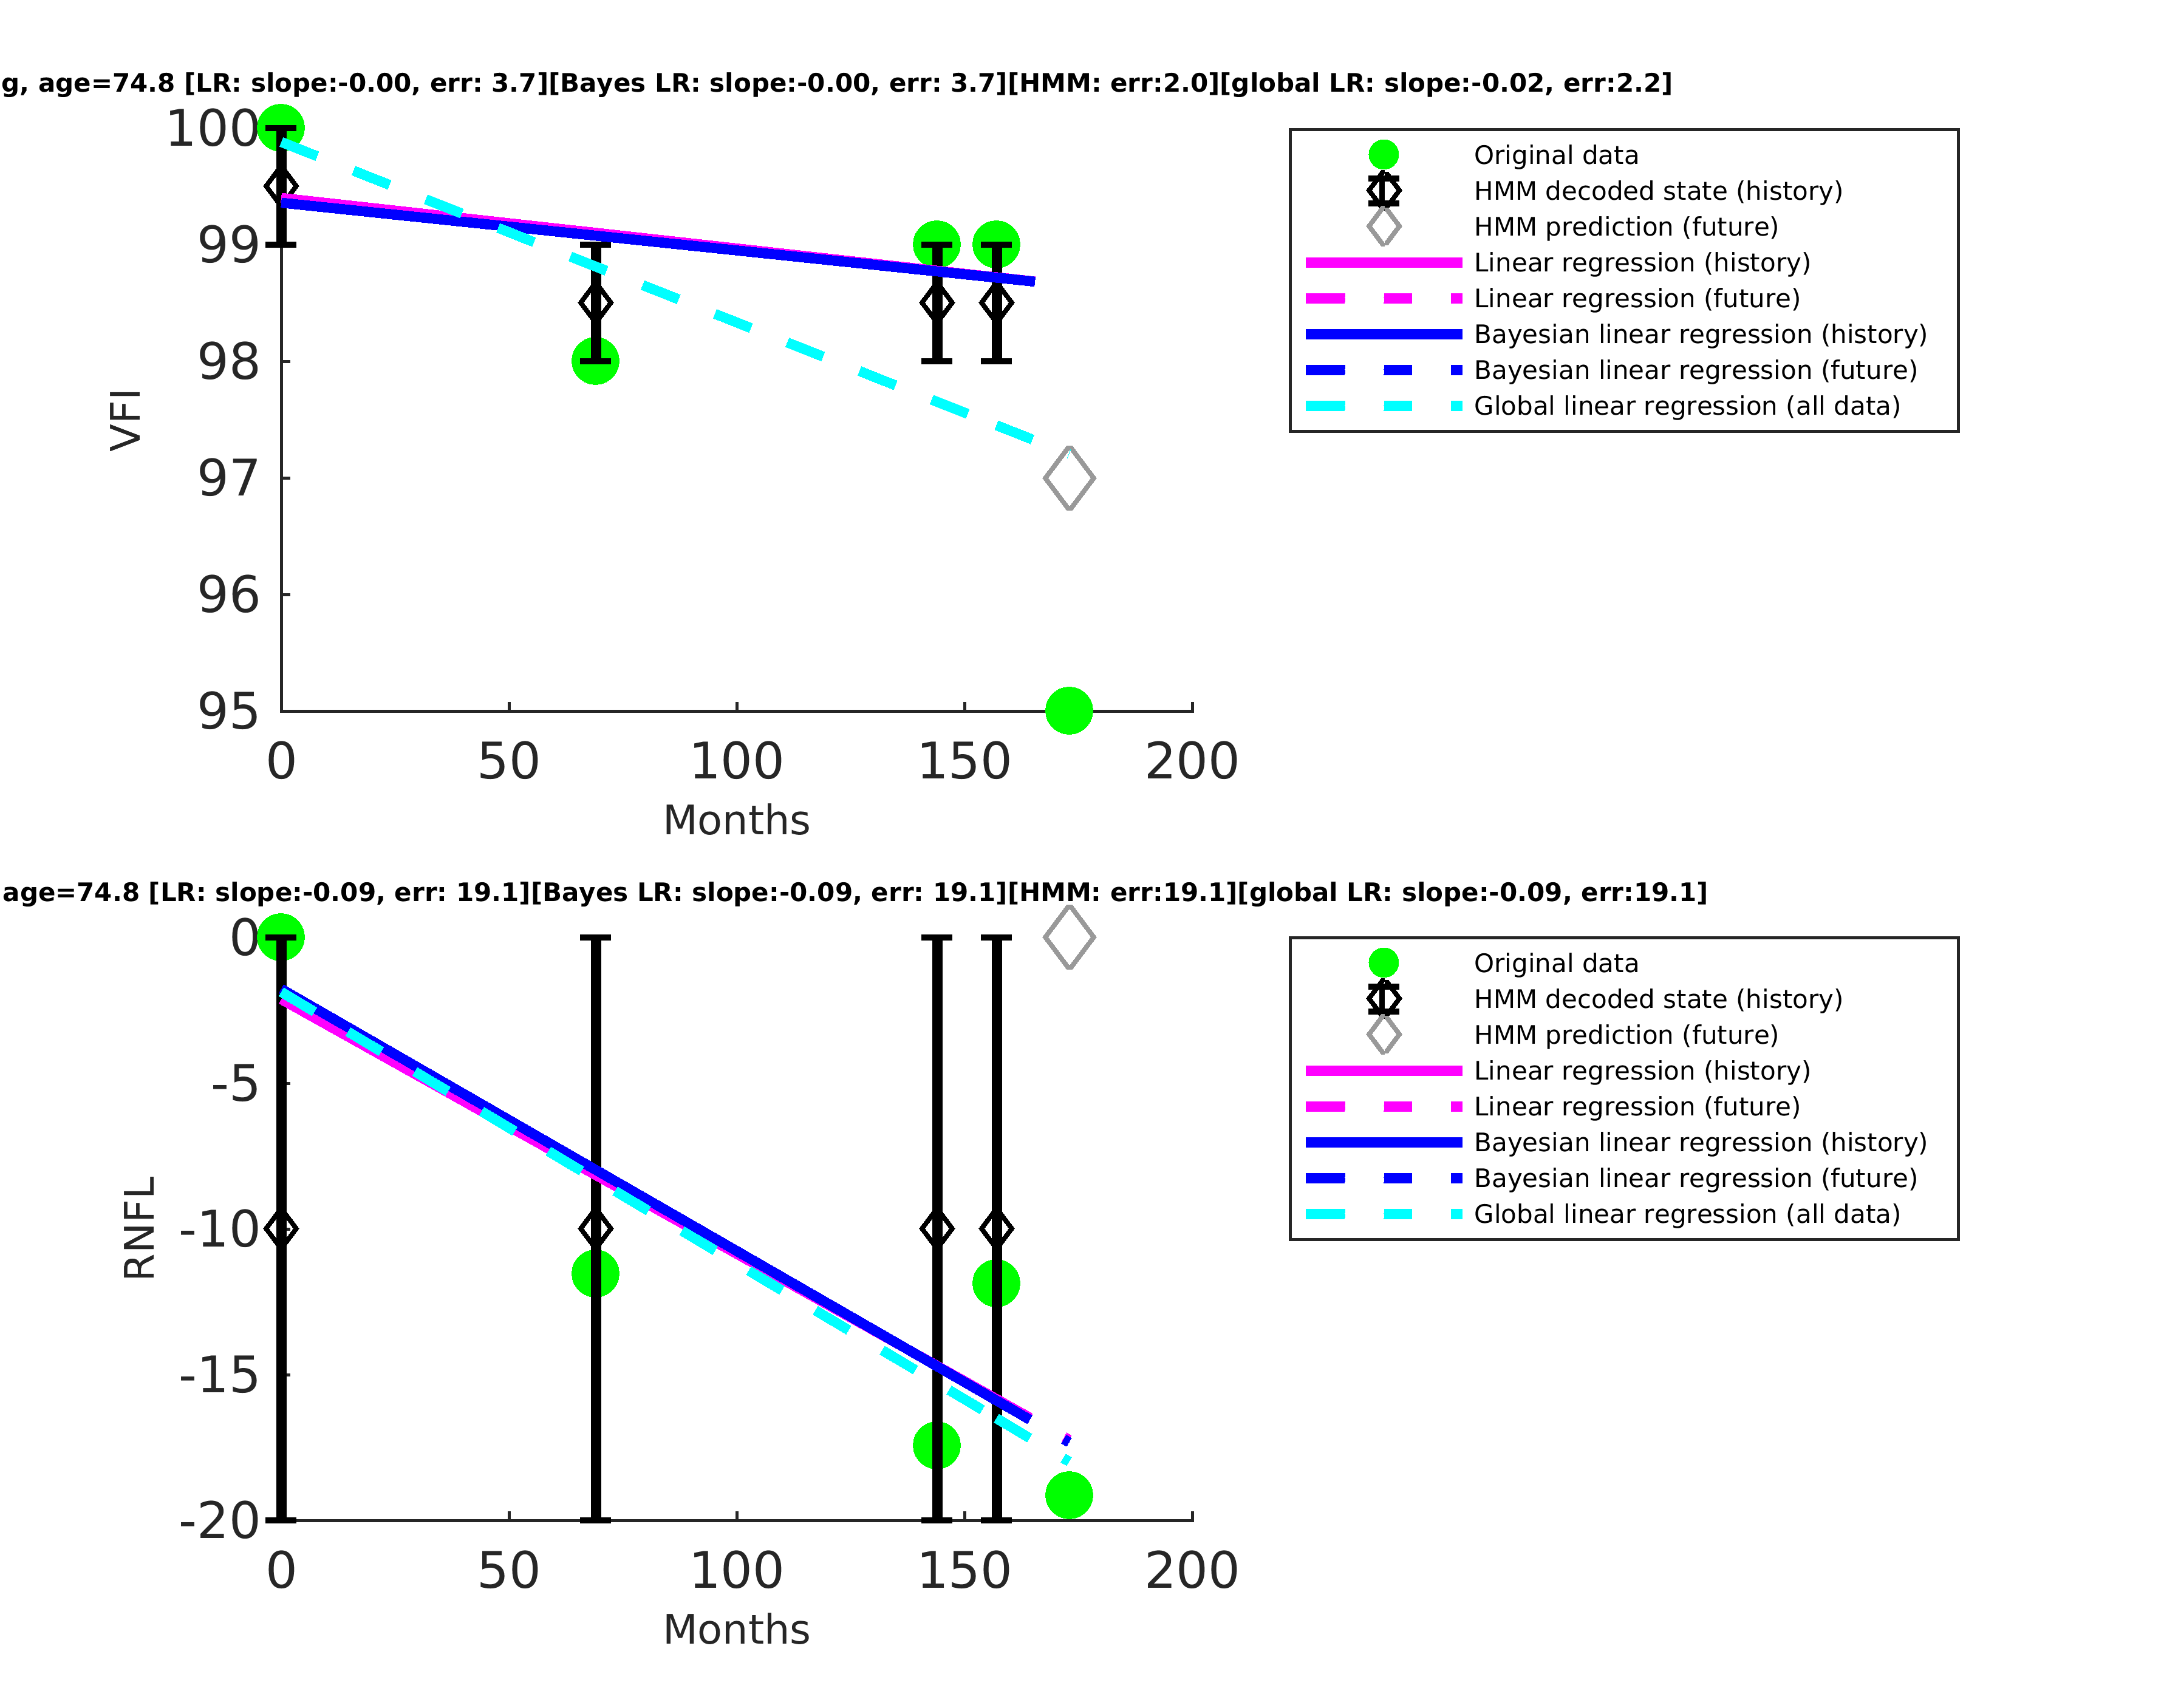 g, age=74.8 [LR: slope:-0.00, err: 3.7][Bayes LR: slope:-0.00, err: 3.7][HMM: err:2.0][global LR: slope:-0.02, err:2.2]
100
99
98
97
96
95
VFI
0 50 100 150 200
Months
Original data
HMM decoded state (history)
HMM prediction (future)
Linear regression (history)
Linear regression (future)
Bayesian linear regression (history)
Bayesian linear regression (future)
Global linear regression (all data)
age=74.8 [LR: slope:-0.09, err: 19.1][Bayes LR: slope:-0.09, err: 19.1][HMM: err:19.1][global LR: slope:-0.09, err:19.1]
0
-5
-10
-15
-20
RNFL
0 50 100 150 200
Months
Original data
HMM decoded state (history)
HMM prediction (future)
Linear regression (history)
Linear regression (future)
Bayesian linear regression (history)
Bayesian linear regression (future)
Global linear regression (all data)